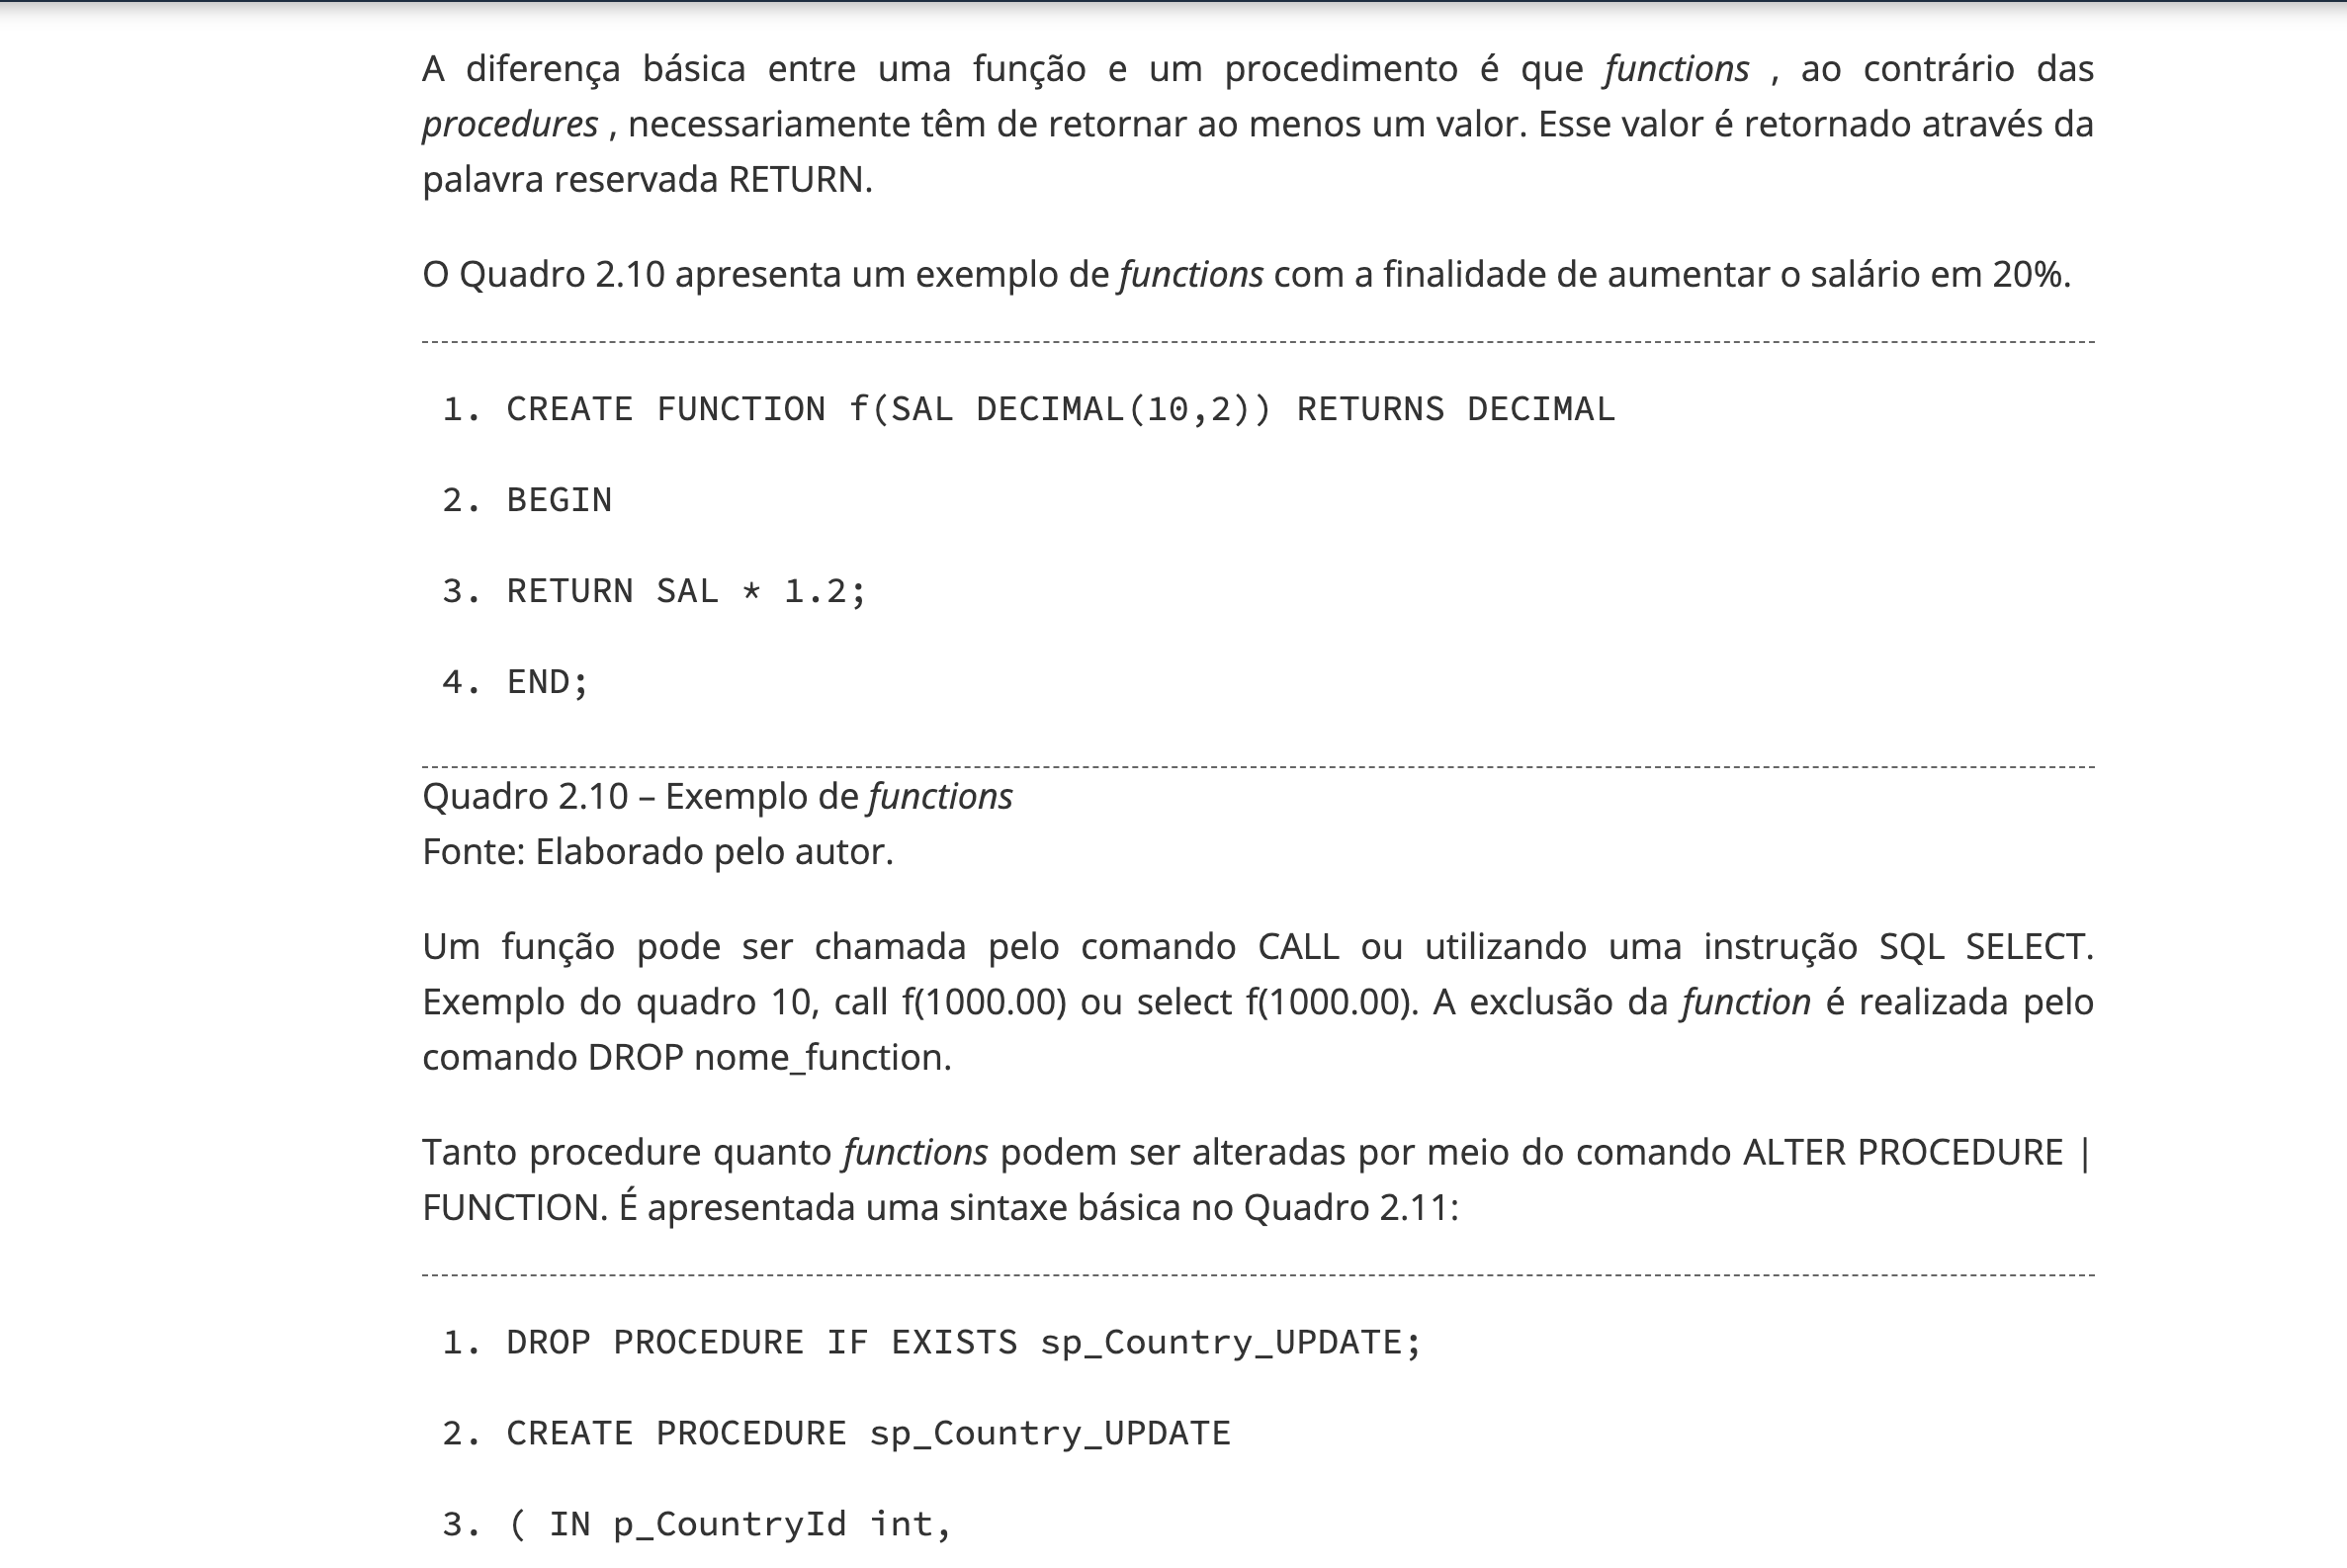 A diferença básica entre uma função e um procedimento é que functions , ao contrário das
procedures , necessariamente têm de retornar ao menos um valor. Esse valor é retornado através da
palavra reservada RETURN.
O Quadro 2.10 apresenta um exemplo de functions com a finalidade de aumentar o salário em 20%.
1. CREATE FUNCTION f(SAL DECIMAL(10,2)) RETURNS DECIMAL
2. BEGIN
3. RETURN SAL * 1.2;
4. END;
Quadro 2.10 – Exemplo de functions
Fonte: Elaborado pelo autor.
Um função pode ser chamada pelo comando CALL ou utilizando uma instrução SQL SELECT.
Exemplo do quadro 10, call f(1000.00) ou select f(1000.00). A exclusão da function é realizada pelo
comando DROP nome_function.
Tanto procedure quanto functions podem ser alteradas por meio do comando ALTER PROCEDURE |
FUNCTION. É apresentada uma sintaxe básica no Quadro 2.11:
1. DROP PROCEDURE IF EXISTS sp_Country_UPDATE;
2. CREATE PROCEDURE sp_Country_UPDATE
3. ( IN p_CountryId int,